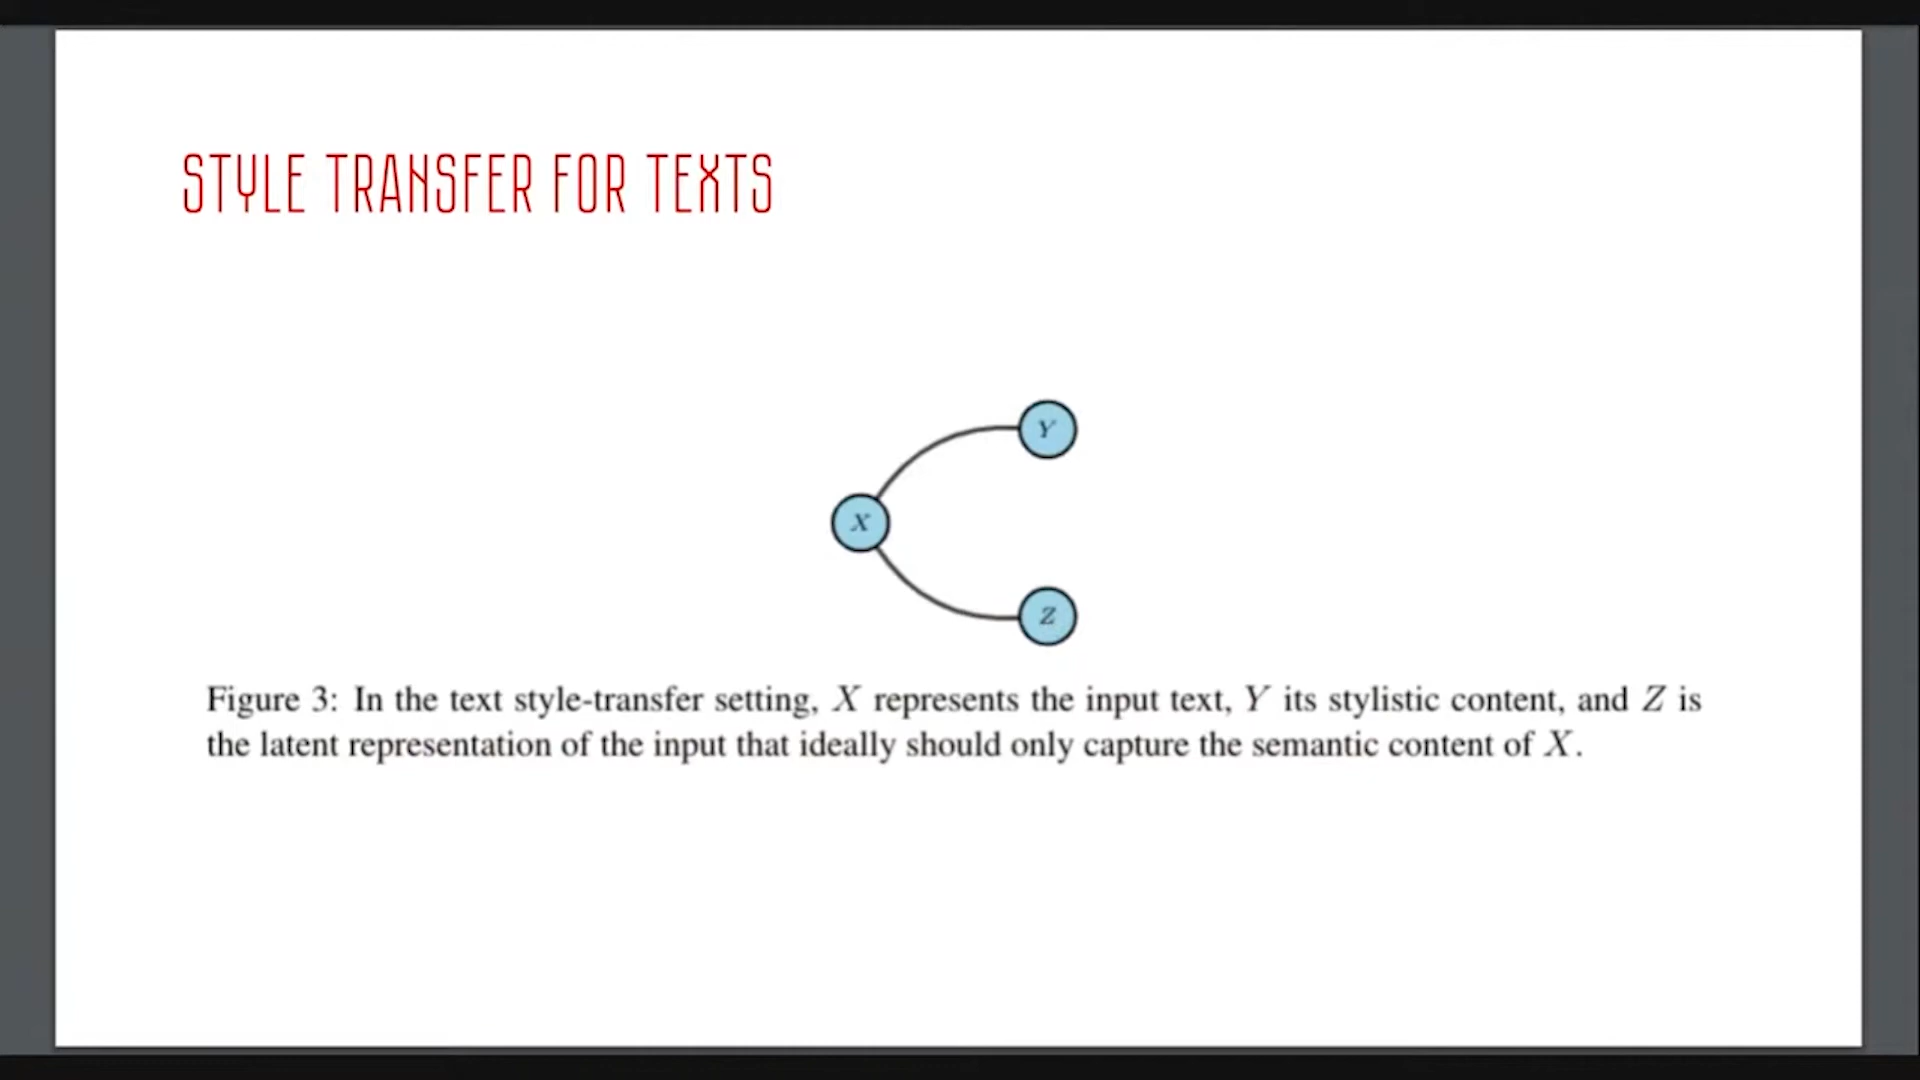 STYLE TRANSFER FOR TEXTS
Y
X
Z
Figure 3: In the text style-transfer setting, X represents the input text, Y its stylistic content, and Z is
the latent representation of the input that ideally should only capture the semantic content of X.